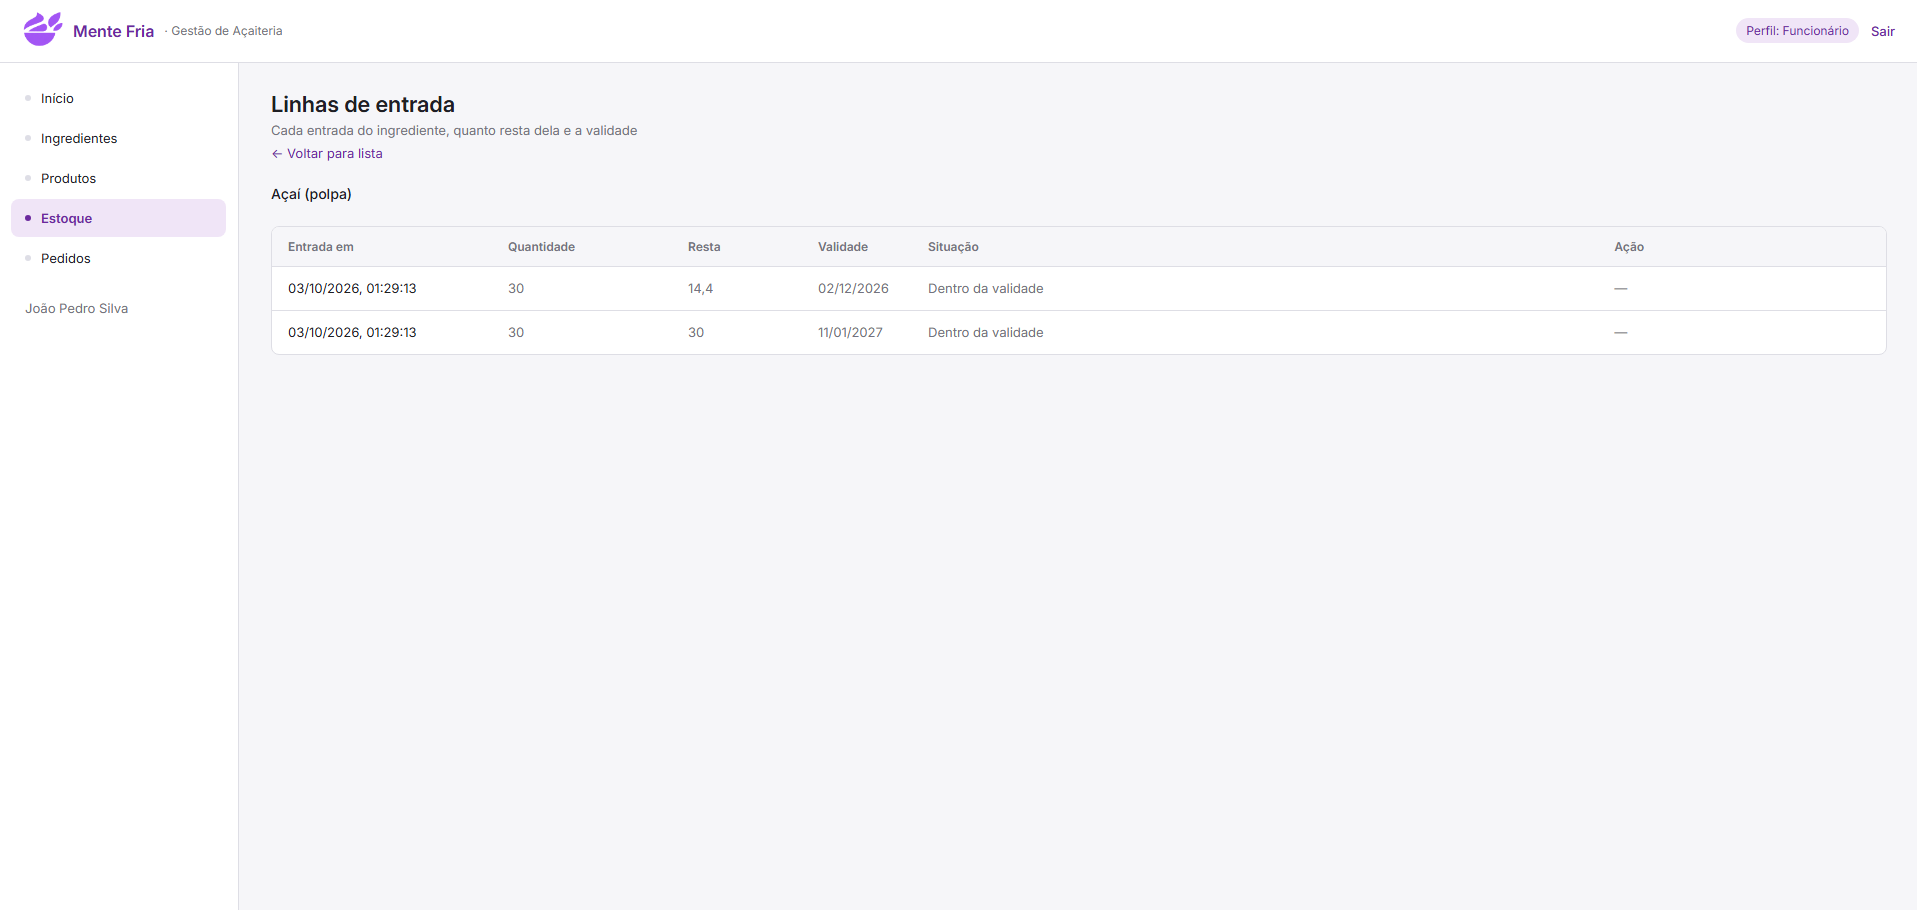 Mente Fria · Gestão de Açaiteria
Perfil: Funcionário Sair
Início
Ingredientes
Produtos
Estoque
Pedidos
João Pedro Silva
Linhas de entrada
Cada entrada do ingrediente, quanto resta dela e a validade
← Voltar para lista
Açaí (polpa)
Entrada em Quantidade Resta Validade Situação Ação
03/10/2026, 01:29:13 30 14,4 02/12/2026 Dentro da validade —
03/10/2026, 01:29:13 30 30 11/01/2027 Dentro da validade —